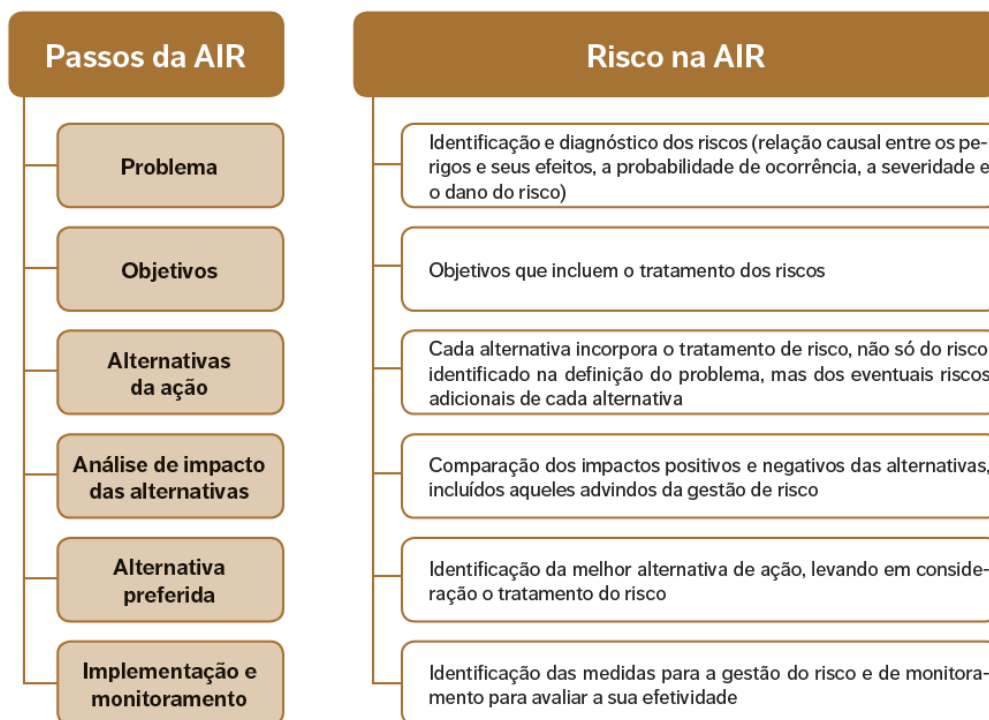 Passos da AIR
Risco na AIR
Problema
Identificação e diagnóstico dos riscos (relação causal entre os pe-
rigos e seus efeitos, a probabilidade de ocorrência, a severidade e
o dano do risco)
Objetivos
Objetivos que incluem o tratamento dos riscos
Alternativas
da ação
Cada alternativa incorpora o tratamento de risco, não só do risco
identificado na definição do problema, mas dos eventuais riscos
adicionais de cada alternativa
Análise de impacto
das alternativas
Comparação dos impactos positivos e negativos das alternativas,
incluídos aqueles advindos da gestão de risco
Alternativa
preferida
Identificação da melhor alternativa de ação, levando em conside-
ração o tratamento do risco
Implementação e
monitoramento
Identificação das medidas para a gestão do risco e de monitora-
mento para avaliar a sua efetividade